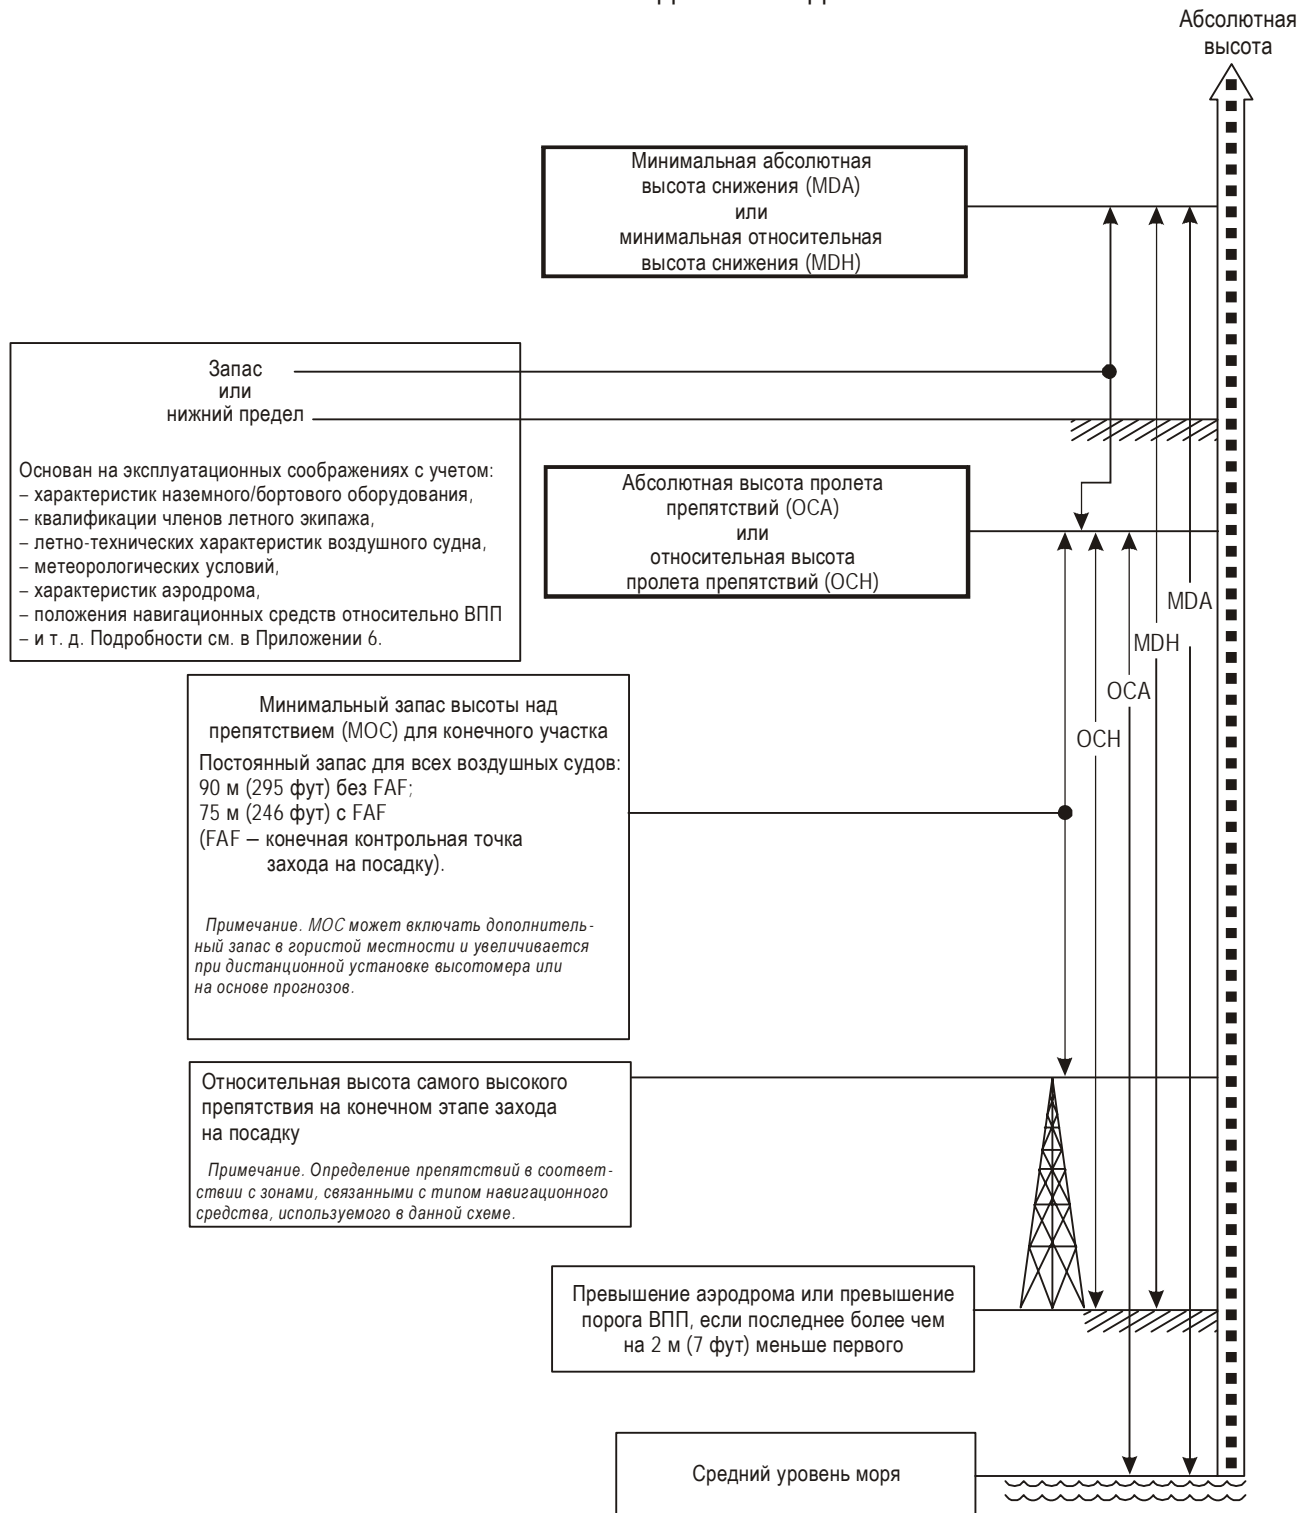 Абсолютная
высота
Минимальная абсолютная
высота снижения (MDA)
или
минимальная относительная
высота снижения (MDH)
Запас
или
нижний предел
Основан на эксплуатационных соображениях с учетом:
– характеристик наземного/бортового оборудования,
– квалификации членов летного экипажа,
– летно-технических характеристик воздушного судна,
– метеорологических условий,
– характеристик аэродрома,
– положения навигационных средств относительно ВПП
– и т. д. Подробности см. в Приложении 6.
Абсолютная высота пролета
препятствий (ОСА)
или
относительная высота
пролета препятствий (ОСН)
MDA
MDH
OCA
OCH
Минимальный запас высоты над
препятствием (МОС) для конечного участка
Постоянный запас для всех воздушных судов:
90 м (295 фут) без FAF;
75 м (246 фут) с FAF
(FAF – конечная контрольная точка
захода на посадку).
Примечание. МОС может включать дополнитель-
ный запас в гористой местности и увеличивается
при дистанционной установке высотомера или
на основе прогнозов.
Относительная высота самого высокого
препятствия на конечном этапе захода
на посадку
Примечание. Определение препятствий в соответ-
ствии с зонами, связанными с типом навигационного
средства, используемого в данной схеме.
Превышение аэродрома или превышение
порога ВПП, если последнее более чем
на 2 м (7 фут) меньше первого
Средний уровень моря